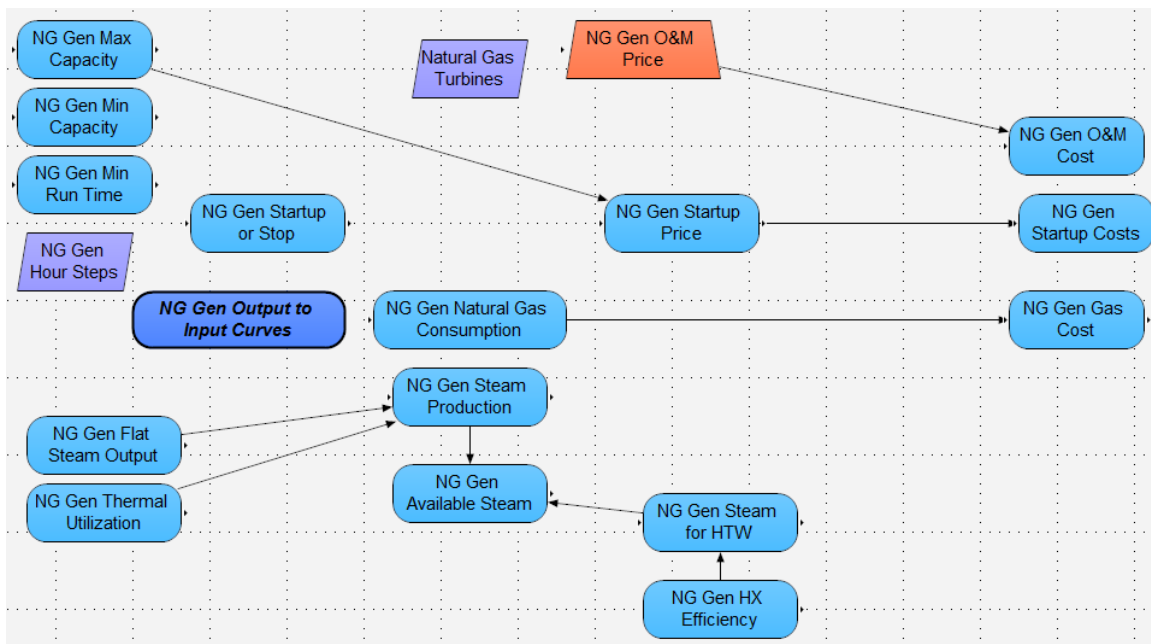 NG Gen Max
Capacity
Natural Gas
Turbines
NG Gen O&M
Price
NG Gen Min
Capacity
NG Gen O&M
Cost
NG Gen Min
Run Time
NG Gen Startup
or Stop
NG Gen Startup
Price
NG Gen
Startup Costs
NG Gen
Hour Steps
NG Gen Output to
Input Curves
NG Gen Natural Gas
Consumption
NG Gen Gas
Cost
NG Gen Steam
Production
NG Gen Flat
Steam Output
NG Gen
Available Steam
NG Gen Thermal
Utilization
NG Gen Steam
for HTW
NG Gen HX
Efficiency